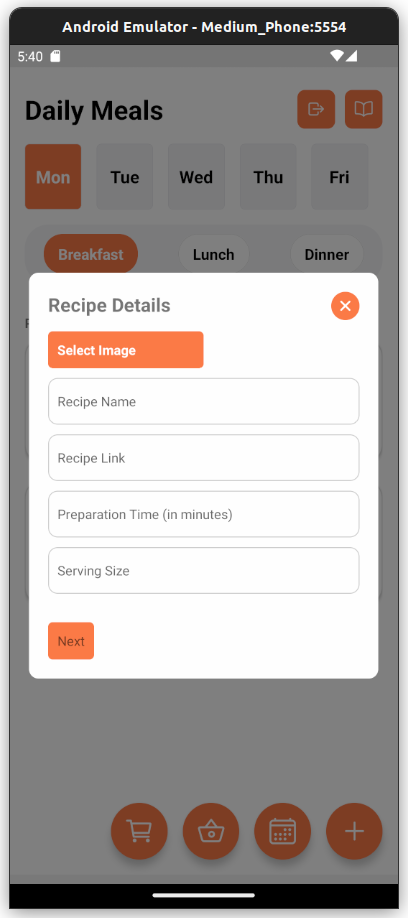 Android Emulator - Medium_Phone:5554
5:40
Daily Meals
Mon Tue Wed Thu Fri
Breakfast Lunch Dinner
Recipe Details
Select Image
Recipe Name
Recipe Link
Preparation Time (in minutes)
Serving Size
Next